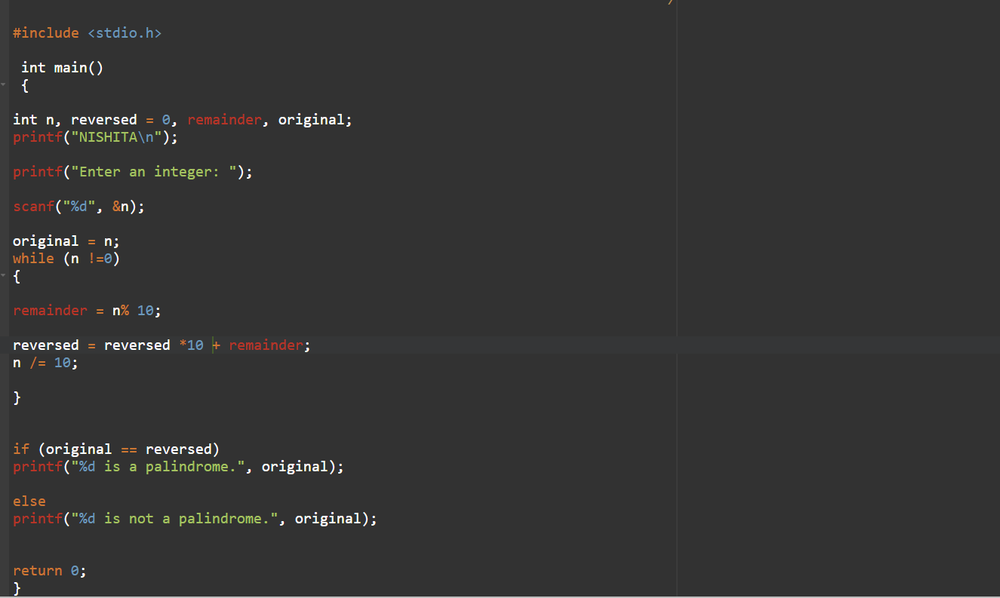 #include <stdio.h>
int main()
{
int n, reversed = 0, remainder, original;
printf("NISHITA\n");
printf("Enter an integer: ");
scanf("%d", &n);
original = n;
while (n !=0)
{
remainder = n% 10;
reversed = reversed *10 + remainder;
n /= 10;
}
if (original == reversed)
printf("%d is a palindrome.", original);
else
printf("%d is not a palindrome.", original);
return 0;
}